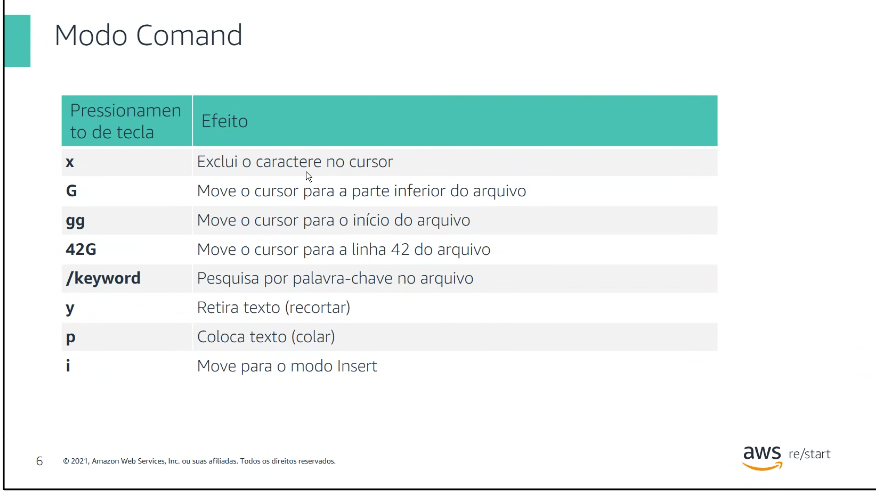 Modo Comand
Pressionamen
to de tecla
Efeito
x
Exclui o caractere no cursor
G
Move o cursor para a parte inferior do arquivo
gg
Move o cursor para o início do arquivo
42G
Move o cursor para a linha 42 do arquivo
/keyword
Pesquisa por palavra-chave no arquivo
y
Retira texto (recortar)
p
Coloca texto (colar)
i
Move para o modo Insert
6
© 2021, Amazon Web Services, Inc. ou suas afiliadas. Todos os direitos reservados.
aws re/start